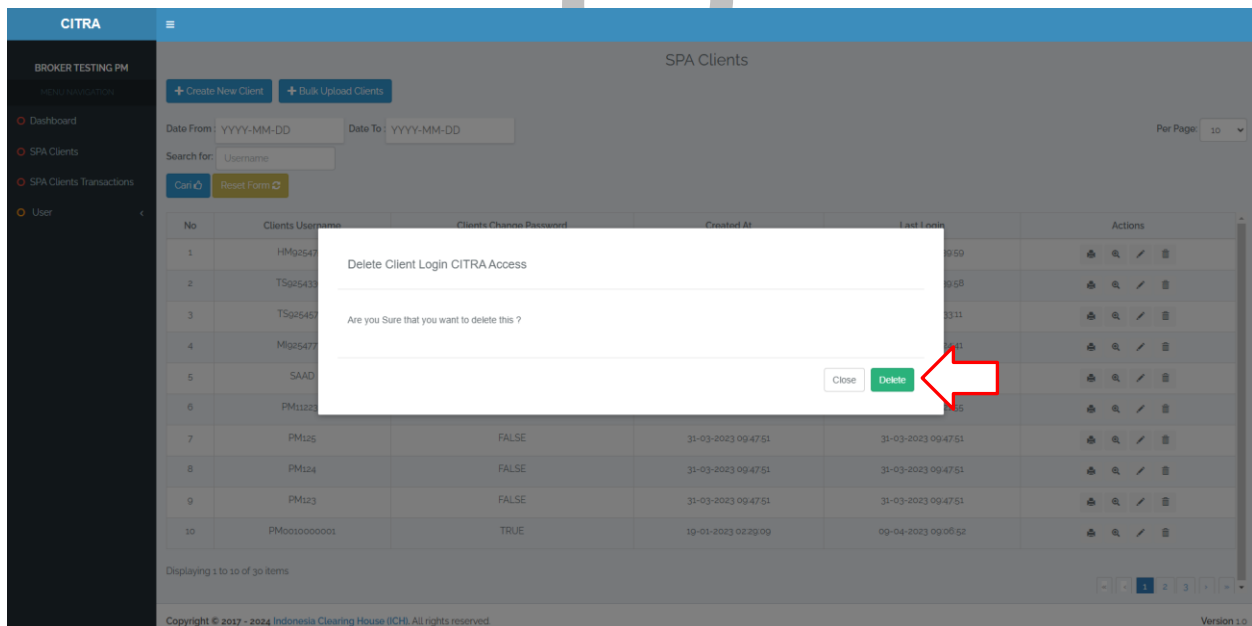 CITRA
BROKER TESTING PM
MENU NAVIGATION
Dashboard
SPA Clients
SPA Clients Transactions
User
SPA Clients
Create New Client Bulk Upload Clients
Date From : YYYY-MM-DD Date To : YYYY-MM-DD Per Page: 10
Search for: Username
Cari Reset Form
No Clients Username Clients Change Password Created At Last Login Actions
1 HM92547
2 TS925433
3 TS925457
4 MI925477
5 SAAD
6 PM11223
Delete Client Login CITRA Access
Are you Sure that you want to delete this ?
Close Delete
7 PM125 FALSE 31-03-2023 09:47:51 31-03-2023 09:47:51
8 PM124 FALSE 31-03-2023 09:47:51 31-03-2023 09:47:51
9 PM123 FALSE 31-03-2023 09:47:51 31-03-2023 09:47:51
10 PM0010000001 TRUE 19-01-2023 02:29:09 09-04-2023 09:06:52
Displaying 1 to 10 of 30 items
1 2 3
Copyright © 2017 - 2024 Indonesia Clearing House (ICH). All rights reserved. Version 1.0